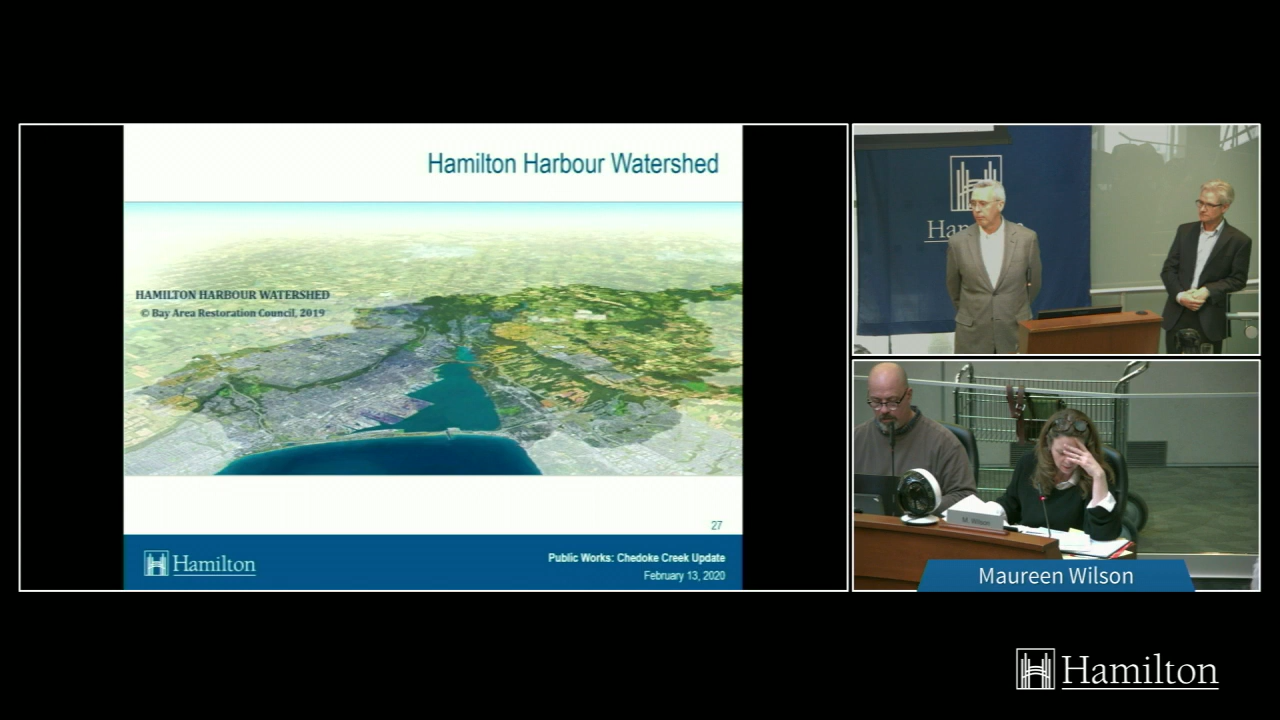 Hamilton Harbour Watershed
HAMILTON HARBOUR WATERSHED
© Bay Area Restoration Council, 2019
27
Hamilton
Public Works: Chedoke Creek Update
February 13, 2020
M. Wilson
Maureen Wilson
Hamilton